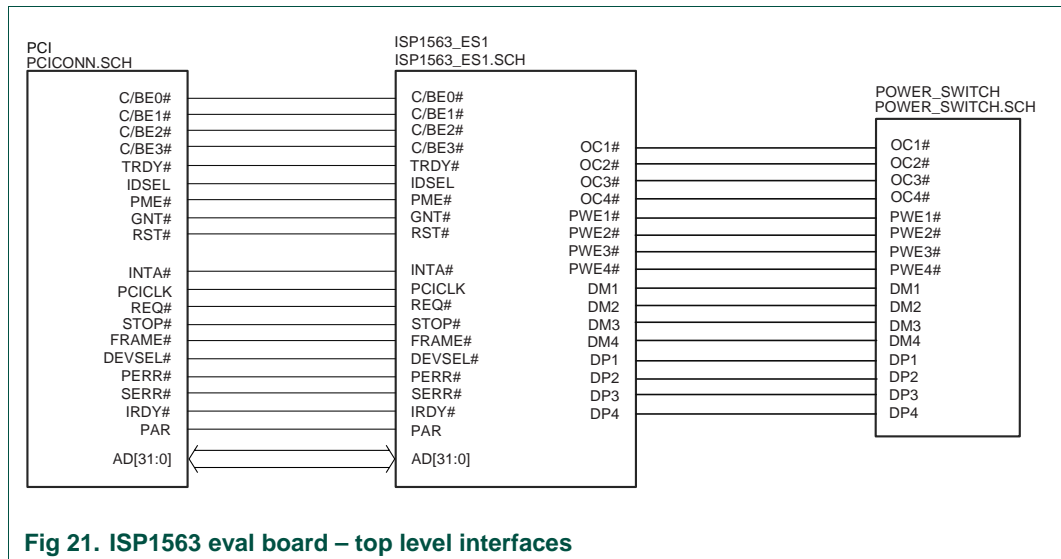 PCI
PCICONN.SCH
C/BE0#
C/BE1#
C/BE2#
C/BE3#
TRDY#
IDSEL
PME#
GNT#
RST#
INTA#
PCICLK
REQ#
STOP#
FRAME#
DEVSEL#
PERR#
SERR#
IRDY#
PAR
AD[31:0]
ISP1563_ES1
ISP1563_ES1.SCH
C/BE0#
C/BE1#
C/BE2#
C/BE3#
TRDY#
IDSEL
PME#
GNT#
RST#
INTA#
PCICLK
REQ#
STOP#
FRAME#
DEVSEL#
PERR#
SERR#
IRDY#
PAR
AD[31:0]
OC1#
OC2#
OC3#
OC4#
PWE1#
PWE2#
PWE3#
PWE4#
DM1
DM2
DM3
DM4
DP1
DP2
DP3
DP4
POWER_SWITCH
POWER_SWITCH.SCH
OC1#
OC2#
OC3#
OC4#
PWE1#
PWE2#
PWE3#
PWE4#
DM1
DM2
DM3
DM4
DP1
DP2
DP3
DP4
Fig 21. ISP1563 eval board – top level interfaces